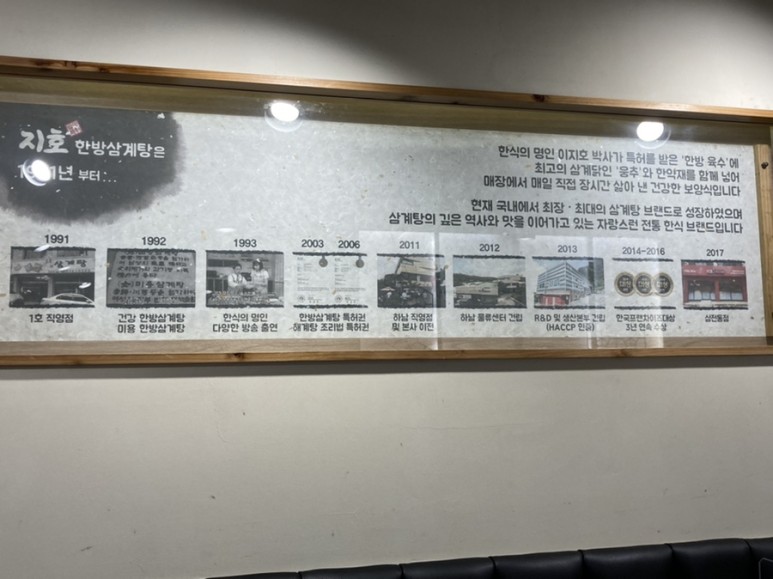 지호 한방삼계탕은
부터...
한식의 명인 이지호 박사가 특허를 받은 '한방 육수'에
최고의 삼계닭인 '웅추'와 한약재를 함께 넣어
매장에서 매일 직접 장시간 삶아 낸 건강한 보양식입니다
현재 국내에서 최장 · 최대의 삼계탕 브랜드로 성장하였으며
삼계탕의 깊은 역사와 맛을 이어가고 있는 자랑스런 전통 한식 브랜드입니다
1991
1호 직영점
1992
건강 한방삼계탕
미용 한방삼계탕
1993
한식의 명인
다양한 방송 출연
2003 2006
한방삼계탕 특허권
해계탕 조리법 특허권
2011
하남 직영점
및 본사 이전
2012
하남 물류센터 건립
2013
R&D 및 생산본부 건립
(HACCP 인증)
2014-2016
한국프랜차이즈대상
3년 연속 수상
2017